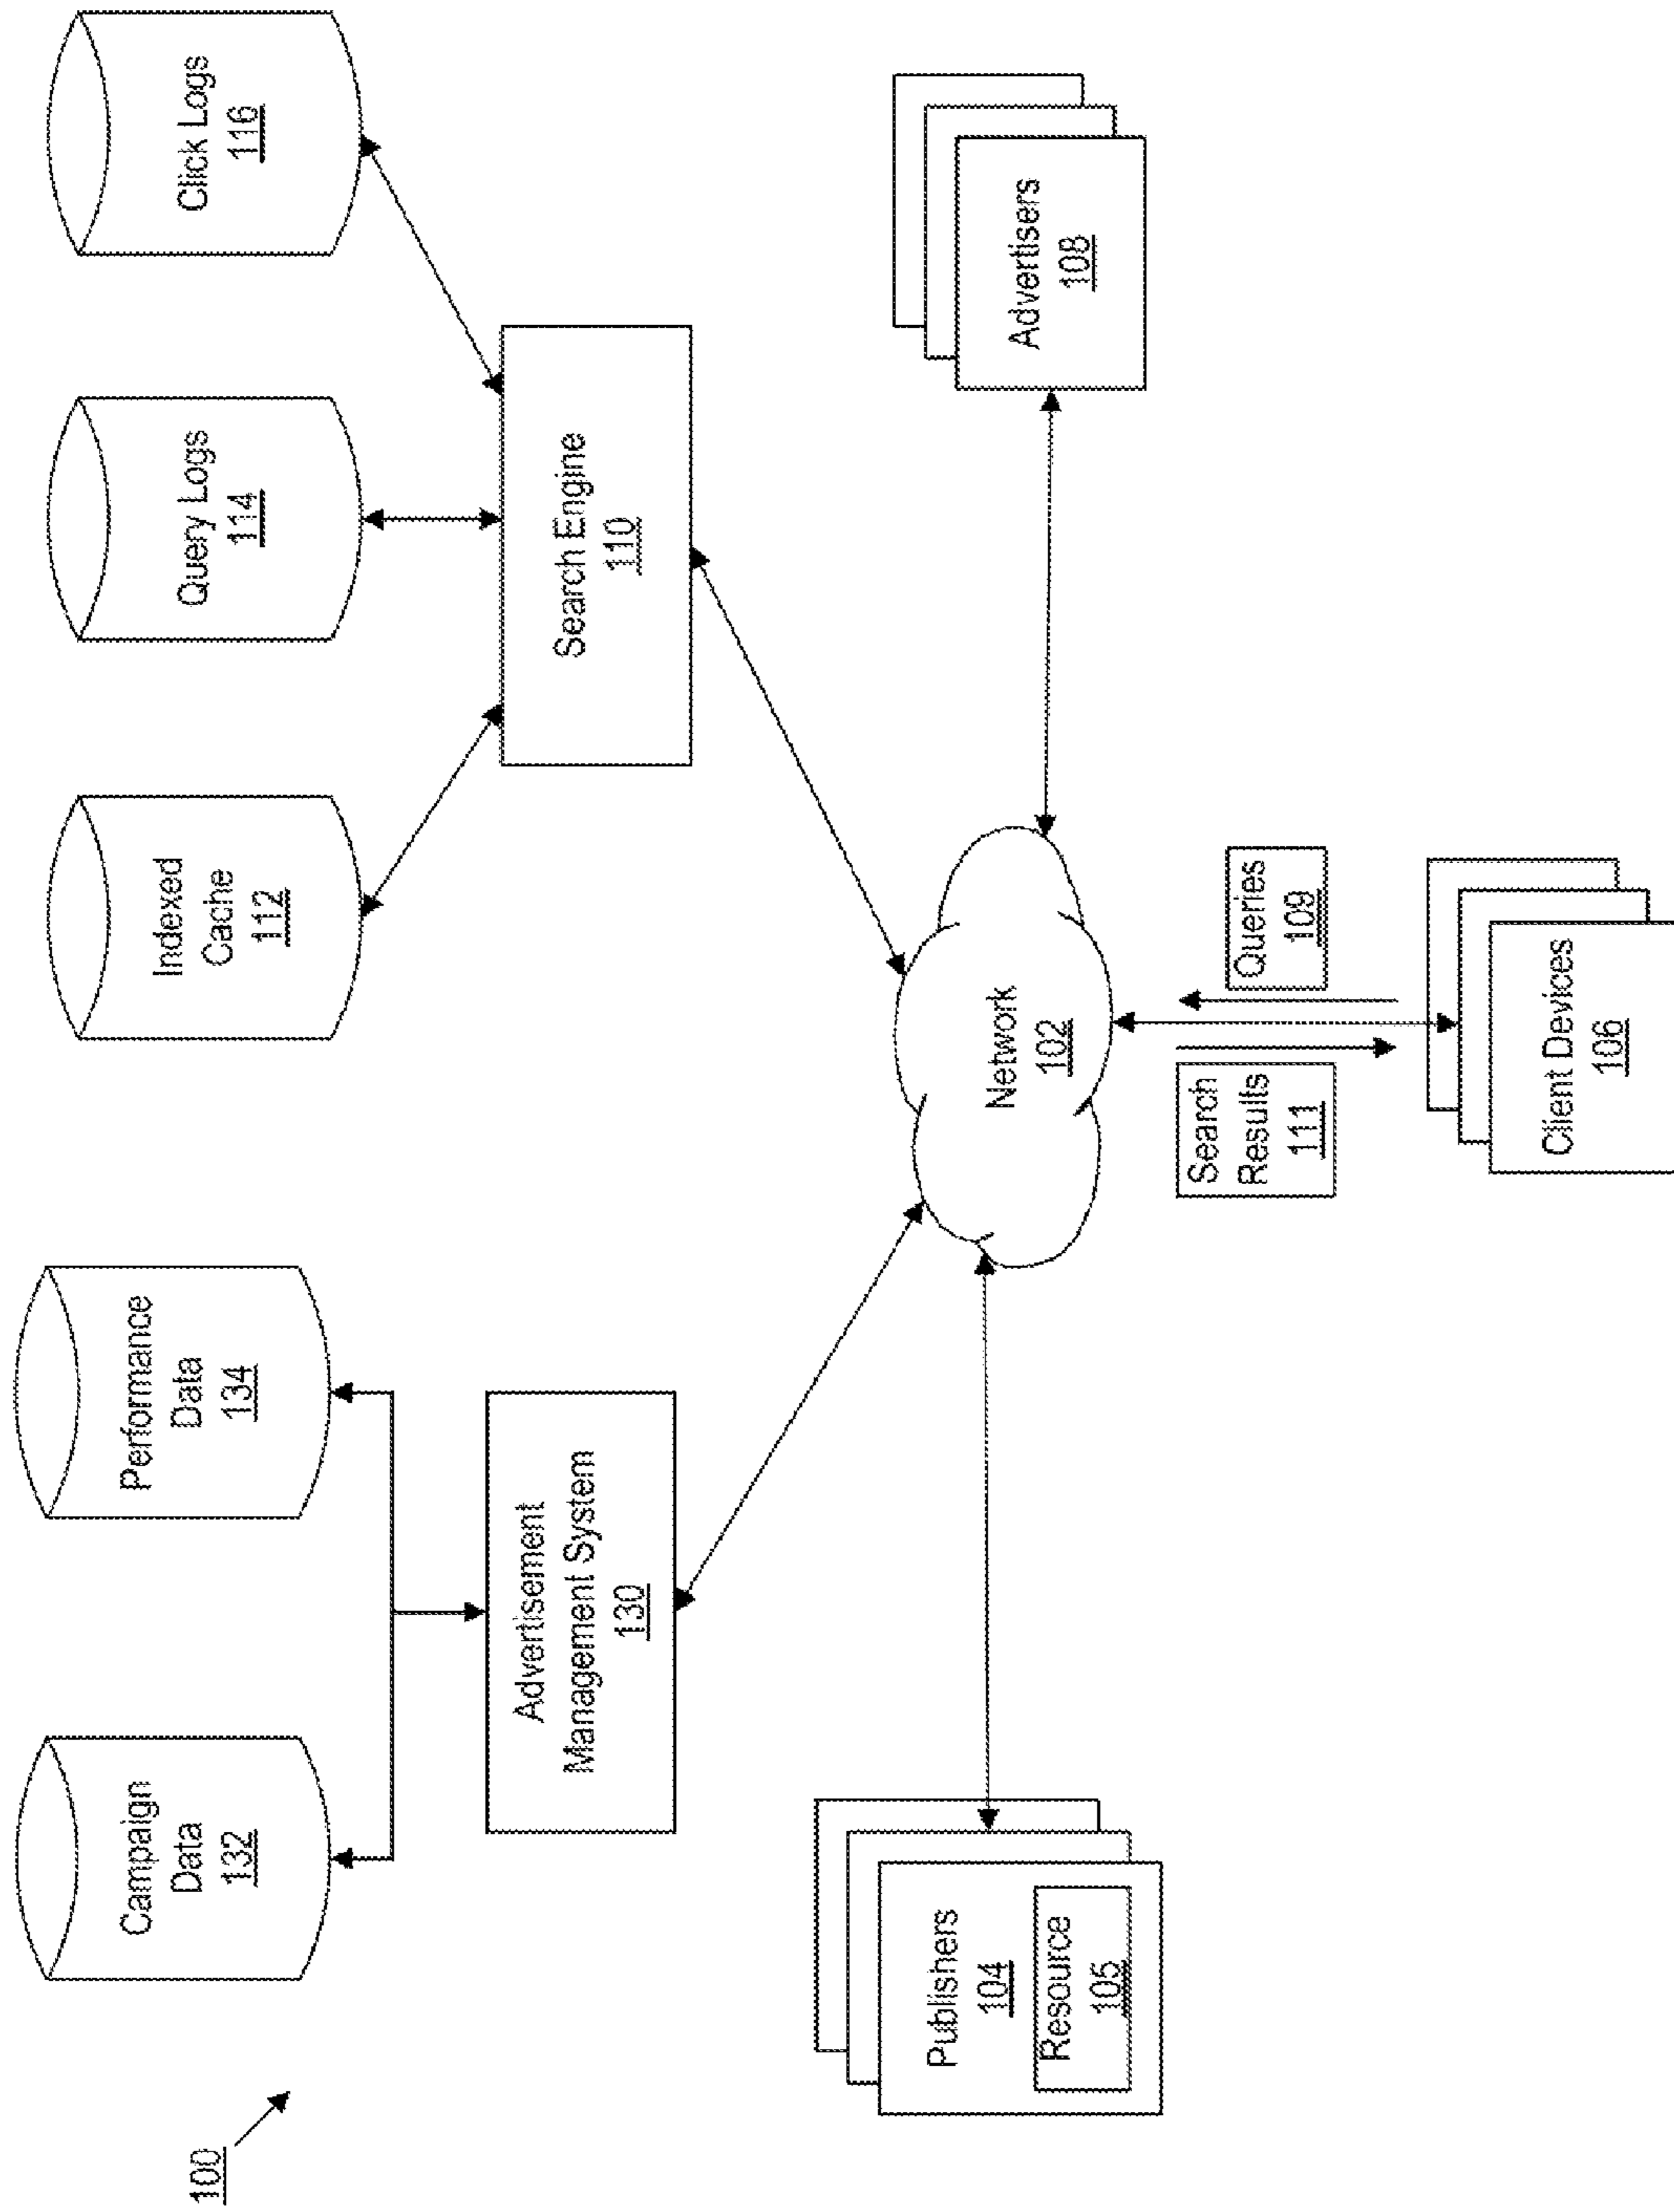 100
Campaign
Data
132
Performance
Data
134
Indexed
Cache
112
Query Logs
114
Click Logs
116
Advertisement
Management System
130
Search Engine
110
Publishers
104
Resource
105
Network
102
Advertisers
108
Search
Results
111
Queries
109
Client Devices
106